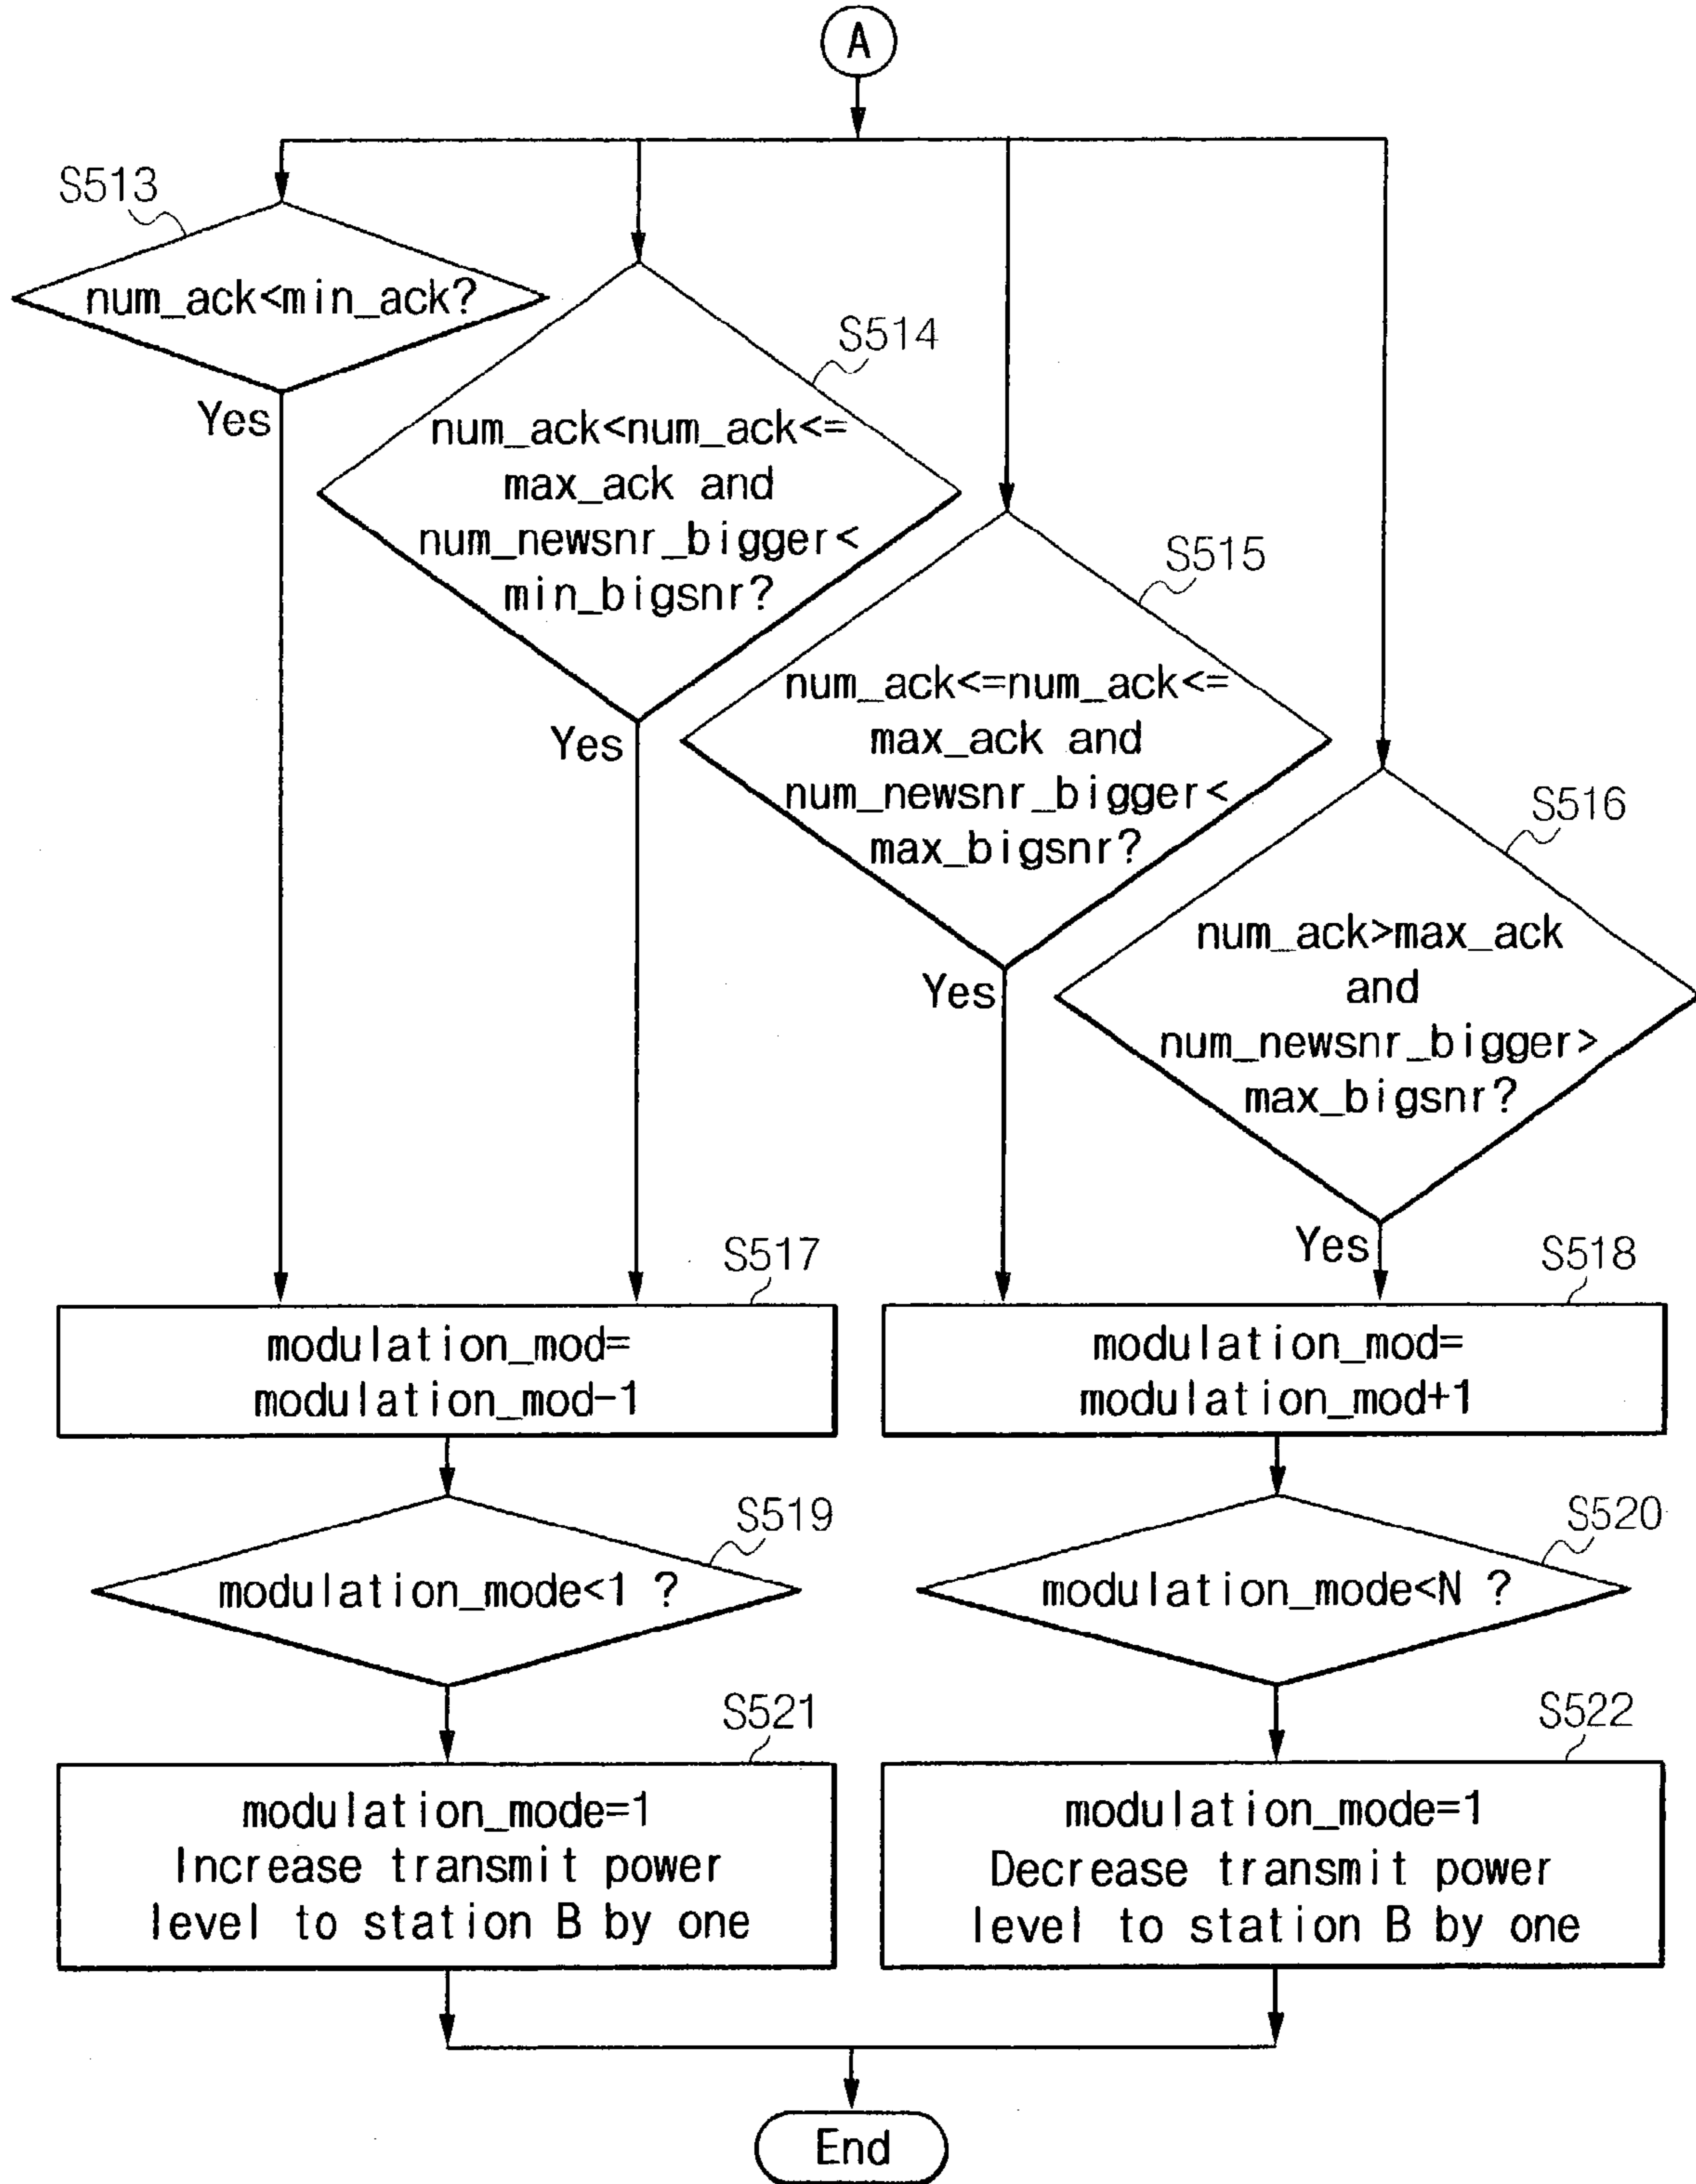 A
S513
num_ack<min_ack?
Yes
S514
num_ack<num_ack<=
max_ack and
num_newsnr_bigger<
min_bigsnr?
Yes
S515
num_ack<=num_ack<=
max_ack and
num_newsnr_bigger<
max_bigsnr?
Yes
S516
num_ack>max_ack
and
num_newsnr_bigger>
max_bigsnr?
Yes
S517
modulation_mod=
modulation_mod-1
S518
modulation_mod=
modulation_mod+1
S519
modulation_mode<1 ?
S520
modulation_mode<N ?
S521
modulation_mode=1
Increase transmit power
level to station B by one
S522
modulation_mode=1
Decrease transmit power
level to station B by one
End